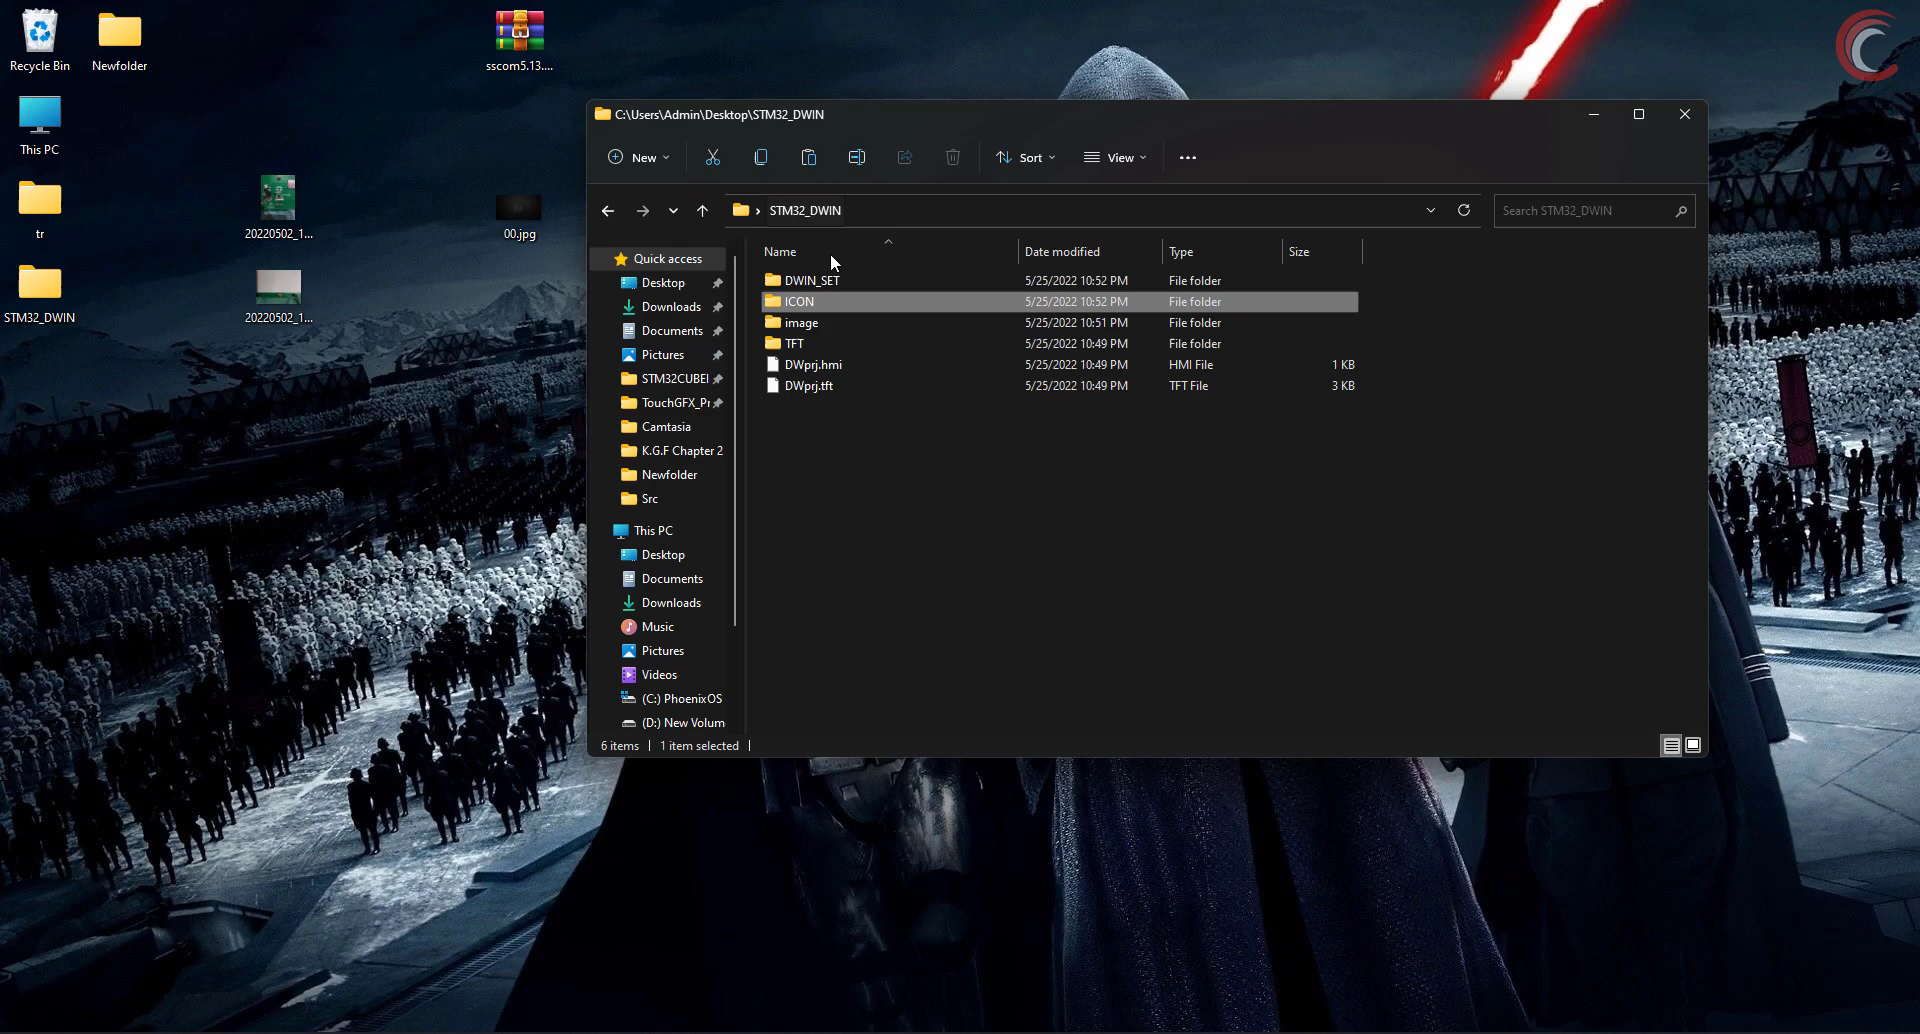 Recycle Bin
Newfolder
sscom5.13....
This PC
tr
20220502_1...
00.jpg
STM32_DWIN
20220502_1...
C:\Users\Admin\Desktop\STM32_DWIN
New
Sort
View
STM32_DWIN
Search STM32_DWIN
Quick access
Desktop
Downloads
Documents
Pictures
STM32CUBEI
TouchGFX_Pr
Camtasia
K.G.F Chapter 2
Newfolder
Src
This PC
Desktop
Documents
Downloads
Music
Pictures
Videos
(C:) PhoenixOS
(D:) New Volum
Name Date modified Type Size
DWIN_SET 5/25/2022 10:52 PM File folder
ICON 5/25/2022 10:52 PM File folder
image 5/25/2022 10:51 PM File folder
TFT 5/25/2022 10:49 PM File folder
DWprj.hmi 5/25/2022 10:49 PM HMI File 1 KB
DWprj.tft 5/25/2022 10:49 PM TFT File 3 KB
6 items 1 item selected